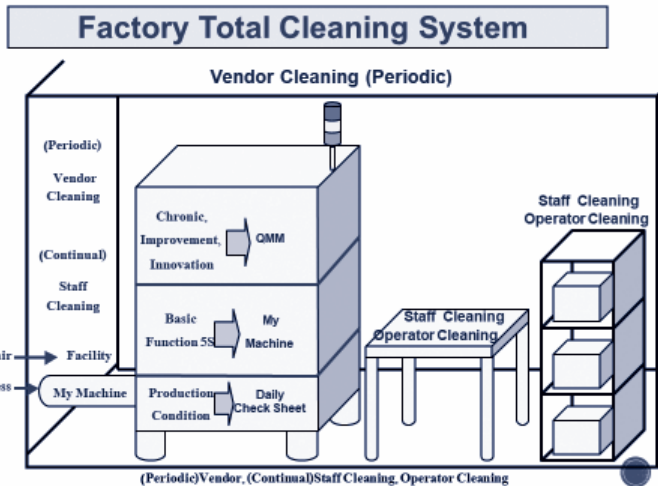 Factory Total Cleaning System
Vendor Cleaning (Periodic)
(Periodic)
Vendor
Cleaning
(Continual)
Staff
Cleaning
Facility
My Machine
Chronic,
Improvement,
Innovation
QMM
Basic
Function 5S
My
Machine
Production
Condition
Daily
Check Sheet
Staff Cleaning
Operator Cleaning
Staff Cleaning
Operator Cleaning
(Periodic)Vendor, (Continual)Staff Cleaning, Operator Cleaning